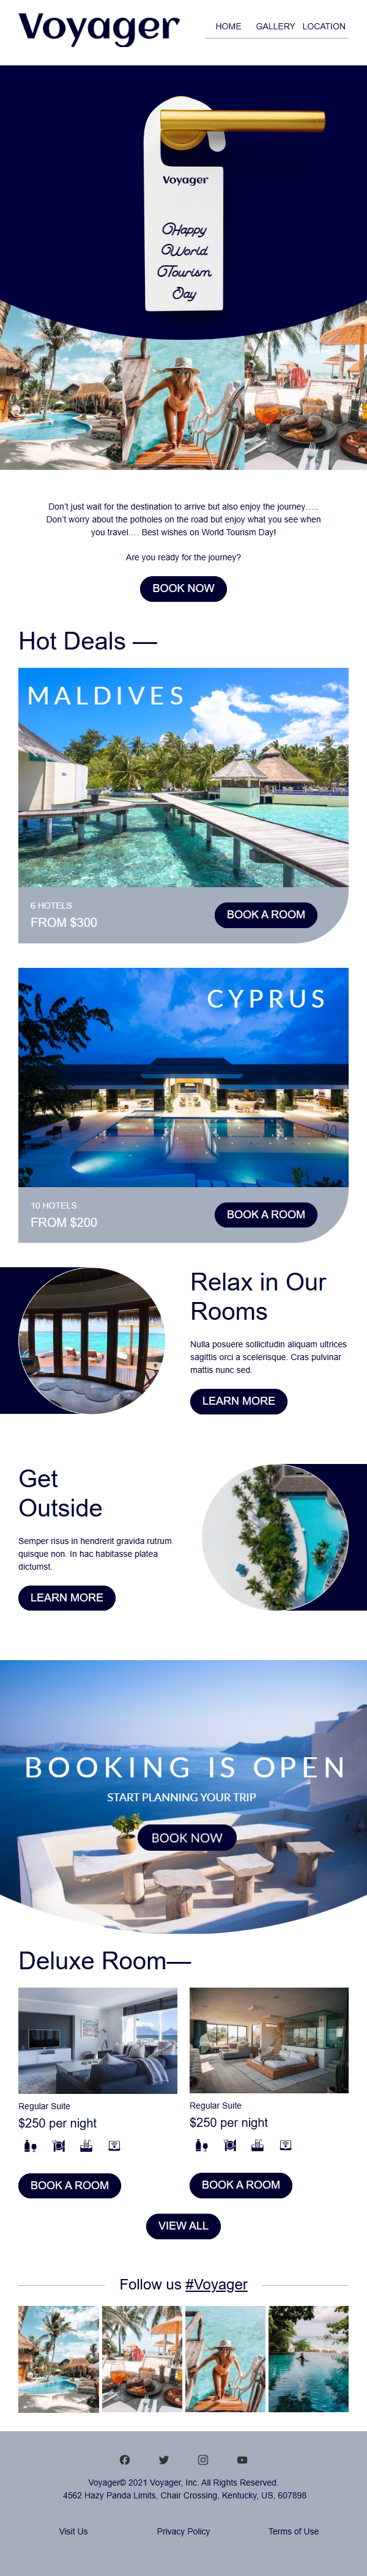 Voyager
HOME GALLERY LOCATION
Voyager
Happy
World
Tourism
Day
Don't just wait for the destination to arrive but also enjoy the journey…..
Don't worry about the potholes on the road but enjoy what you see when
you travel…. Best wishes on World Tourism Day!
Are you ready for the journey?
BOOK NOW
Hot Deals —
MALDIVES
6 HOTELS
FROM $300
BOOK A ROOM
CYPRUS
10 HOTELS
FROM $200
BOOK A ROOM
Relax in Our
Rooms
Nulla posuere sollicitudin aliquam ultrices
sagittis orci a scelerisque. Cras pulvinar
mattis nunc sed.
LEARN MORE
Get
Outside
Semper risus in hendrerit gravida rutrum
quisque non. In hac habitasse platea
dictumst.
LEARN MORE
BOOKING IS OPEN
START PLANNING YOUR TRIP
BOOK NOW
Deluxe Room—
Regular Suite
$250 per night
BOOK A ROOM
Regular Suite
$250 per night
BOOK A ROOM
VIEW ALL
Follow us #Voyager
Voyager© 2021 Voyager, Inc. All Rights Reserved.
4562 Hazy Panda Limits, Chair Crossing, Kentucky, US, 607898
Visit Us Privacy Policy Terms of Use